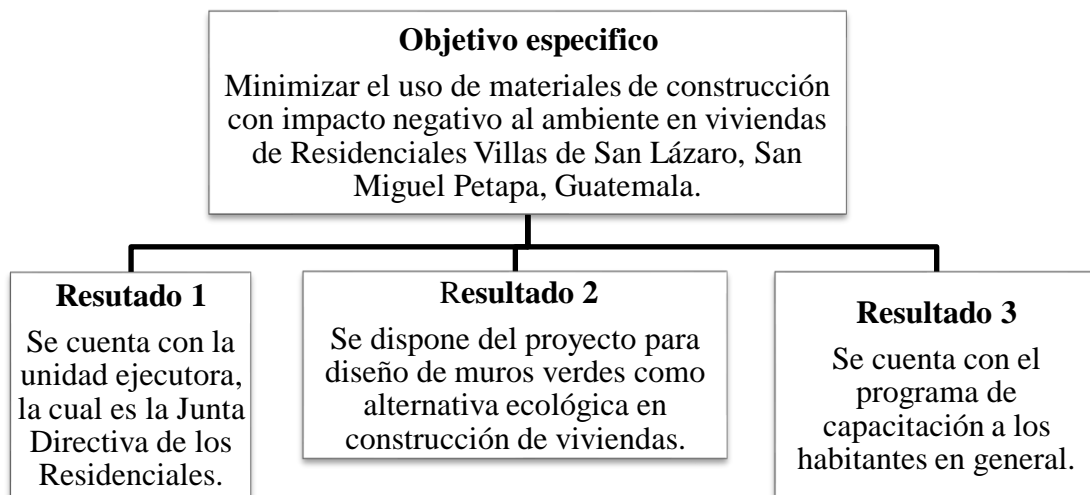 Objetivo especifico
Minimizar el uso de materiales de construcción
con impacto negativo al ambiente en viviendas
de Residenciales Villas de San Lázaro, San
Miguel Petapa, Guatemala.
Resutado 1
Se cuenta con la
unidad ejecutora,
la cual es la Junta
Directiva de los
Residenciales.
Resultado 2
Se dispone del proyecto para
diseño de muros verdes como
alternativa ecológica en
construcción de viviendas.
Resultado 3
Se cuenta con el
programa de
capacitación a los
habitantes en general.